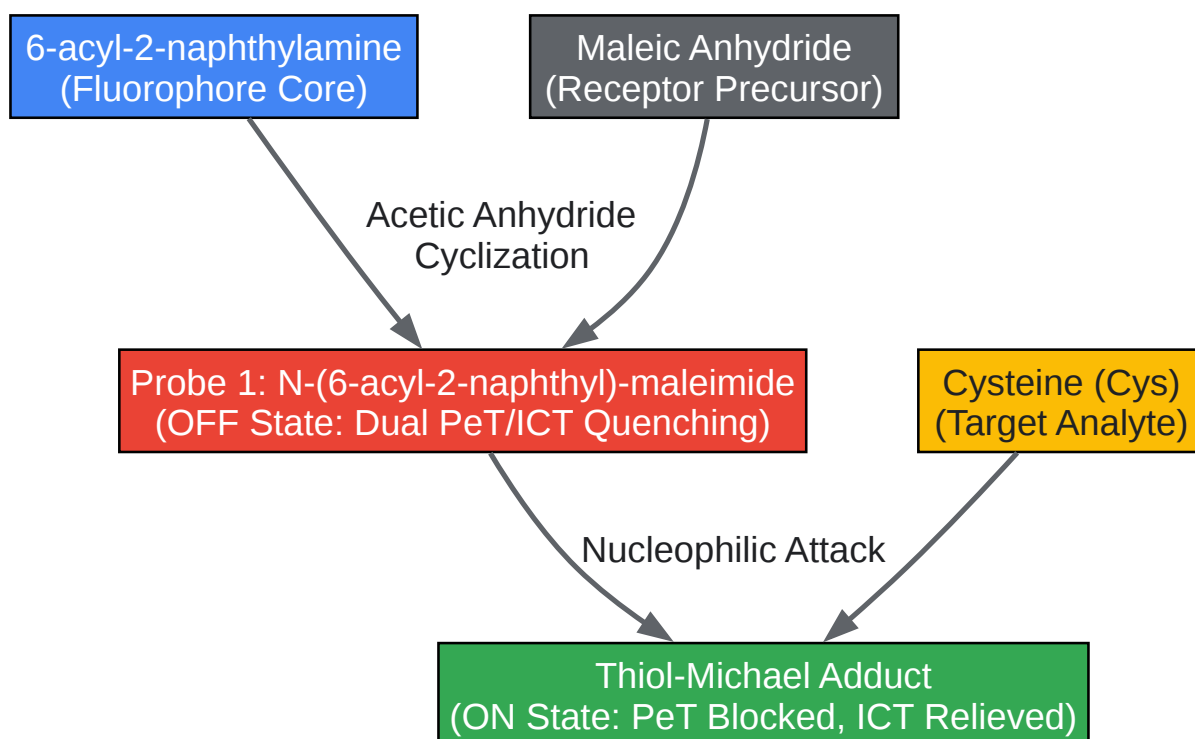 6-acyl-2-naphthylamine
(Fluorophore Core)
Maleic Anhydride
(Receptor Precursor)
Acetic Anhydride
Cyclization
Probe 1: N-(6-acyl-2-naphthyl)-maleimide
(OFF State: Dual PeT/ICT Quenching)
Cysteine (Cys)
(Target Analyte)
Nucleophilic Attack
Thiol-Michael Adduct
(ON State: PeT Blocked, ICT Relieved)